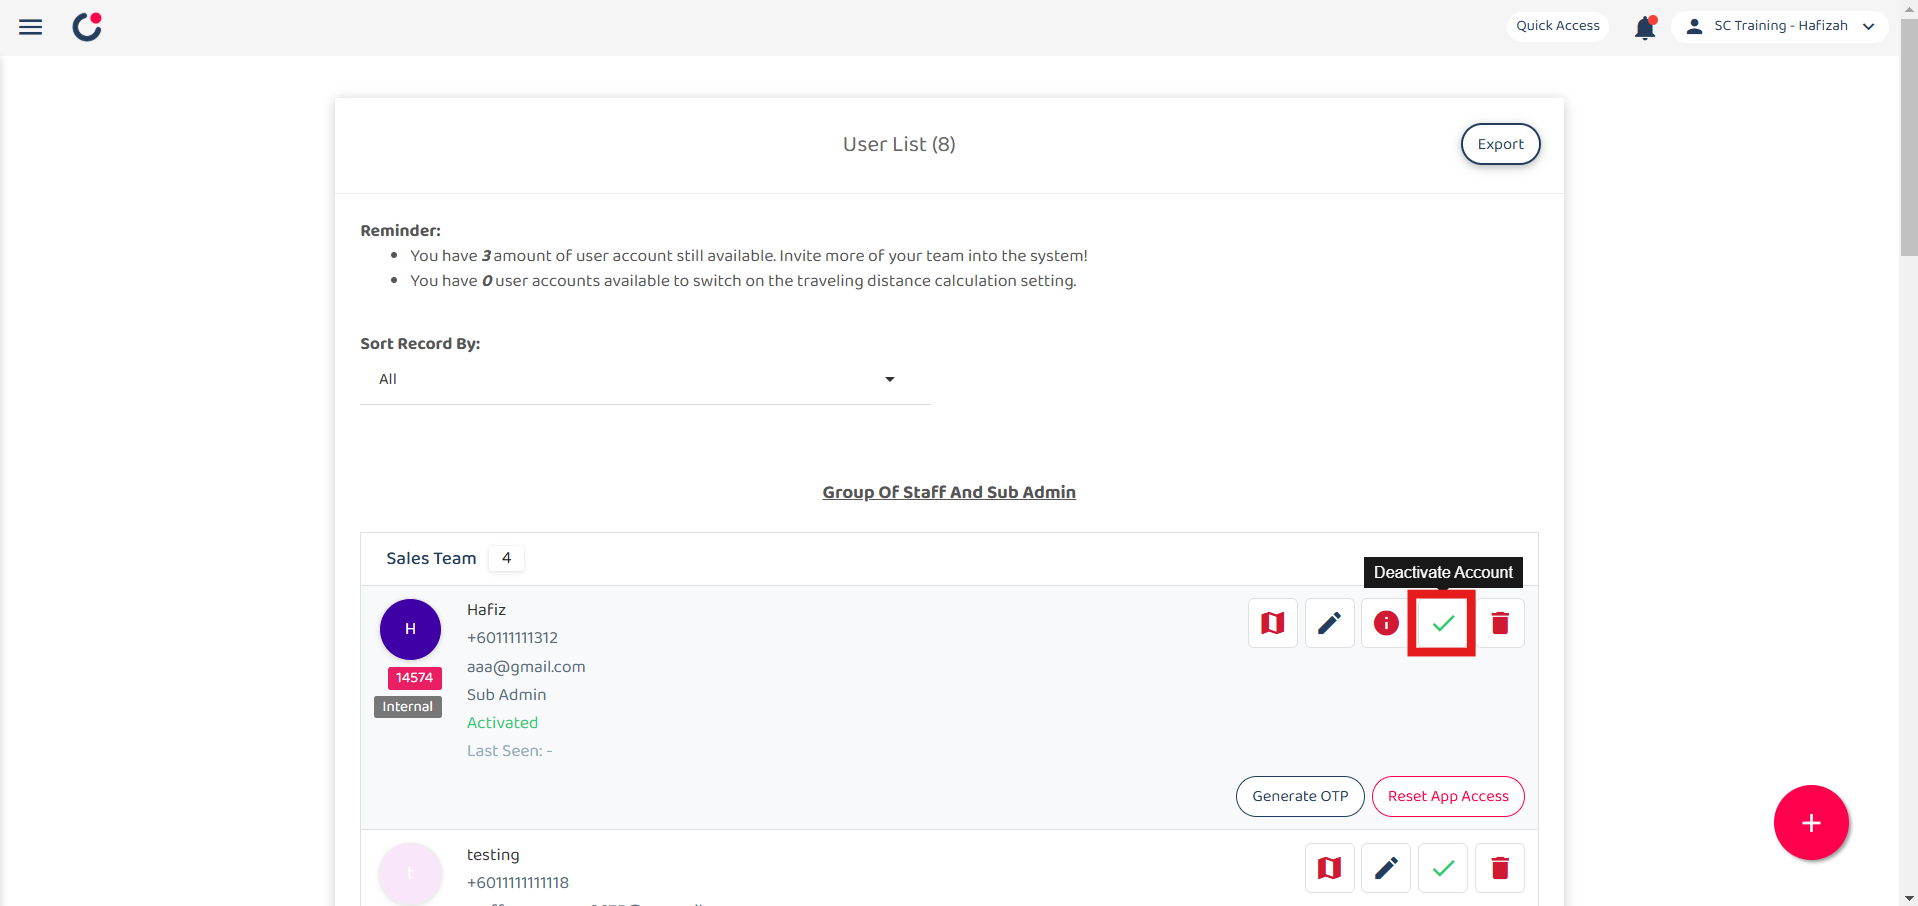 Quick Access
SC Training - Hafizah
User List (8)
Export
Reminder:
You have 3 amount of user account still available. Invite more of your team into the system!
You have 0 user accounts available to switch on the traveling distance calculation setting.
Sort Record By:
All
Group Of Staff And Sub Admin
Sales Team 4
Deactivate Account
H
14574
Internal
Hafiz
+60111111312
aaa@gmail.com
Sub Admin
Activated
Last Seen: -
Generate OTP
Reset App Access
t
testing
+6011111111118